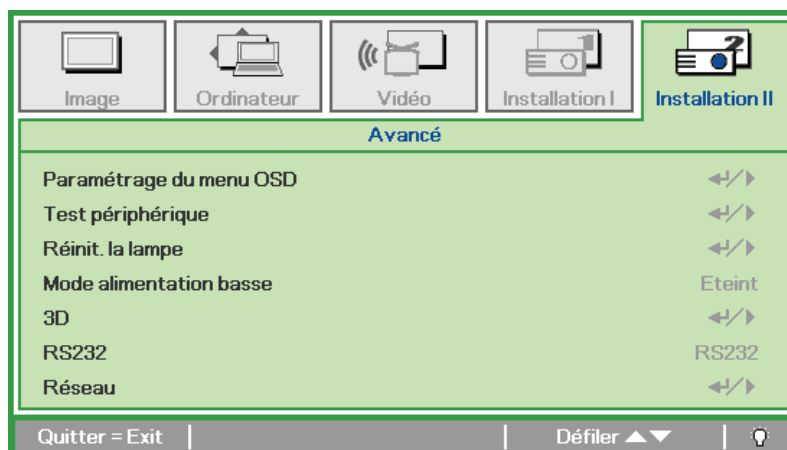 Image Ordinateur Vidéo Installation I Installation II
Avancé
Paramétrage du menu OSD
Test périphérique
Réinit. la lampe
Mode alimentation basse Eteint
3D
RS232 RS232
Réseau
Quitter = Exit Défiler